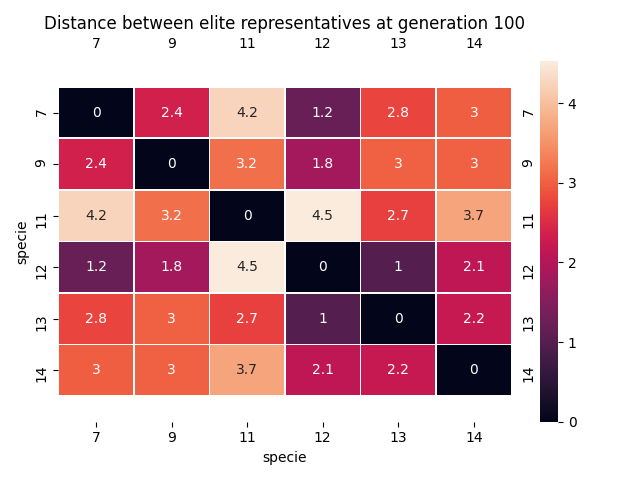 Distance between elite representatives at generation 100
7 9 11 12 13 14
7 0 2.4 4.2 1.2 2.8 3 7
9 2.4 0 3.2 1.8 3 3 9
11 4.2 3.2 0 4.5 2.7 3.7 11
12 1.2 1.8 4.5 0 1 2.1 12
13 2.8 3 2.7 1 0 2.2 13
14 3 3 3.7 2.1 2.2 0 14
specie
7 9 11 12 13 14
specie
4
3
2
1
0